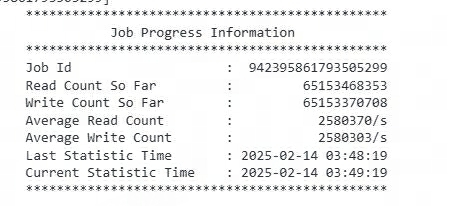 ***********************************************
Job Progress Information
***********************************************
Job Id : 942395861793505299
Read Count So Far : 65153468353
Write Count So Far : 65153370708
Average Read Count : 2580370/s
Average Write Count : 2580303/s
Last Statistic Time : 2025-02-14 03:48:19
Current Statistic Time : 2025-02-14 03:49:19
***********************************************